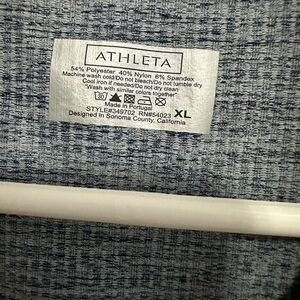 ATHLETA
54% Polyester 40% Nylon 6% Spandex
Machine wash cold/Do not bleach/Do not tumble dry
Cool iron if needed/Do not dry clean
"Wash with similar colors together"
30
Made in Portugal
STYLE#349702 RN#54023 XL
Designed In Sonoma County, California